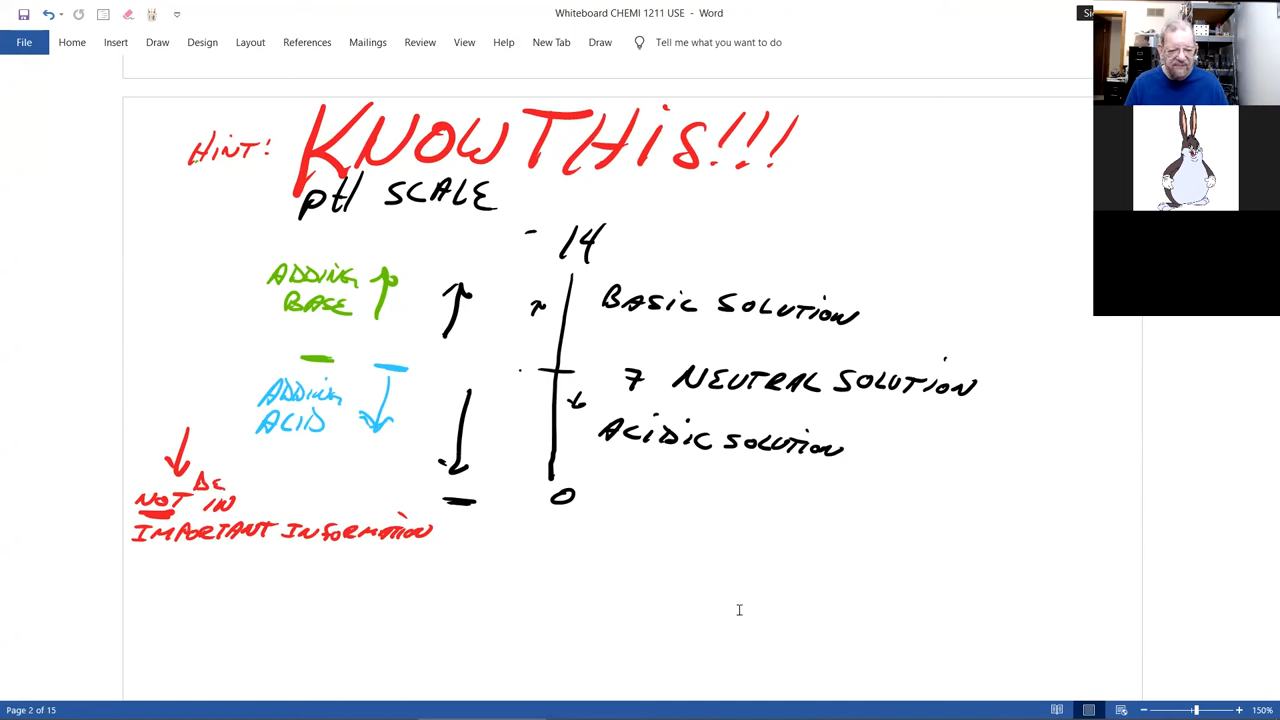 Whiteboard CHEMI 1211 USE - Word
File Home Insert Draw Design Layout References Mailings Review View Help New Tab Draw Tell me what you want to do
HINT! KNOW THIS!!!
pH SCALE
- 14
ADDING
BASE
BASIC SOLUTION
7 NEUTRAL SOLUTION
ADDING
ACID
ACIDIC SOLUTION
0
BE
NOT IN
IMPORTANT INFORMATION
Page 2 of 15
150%